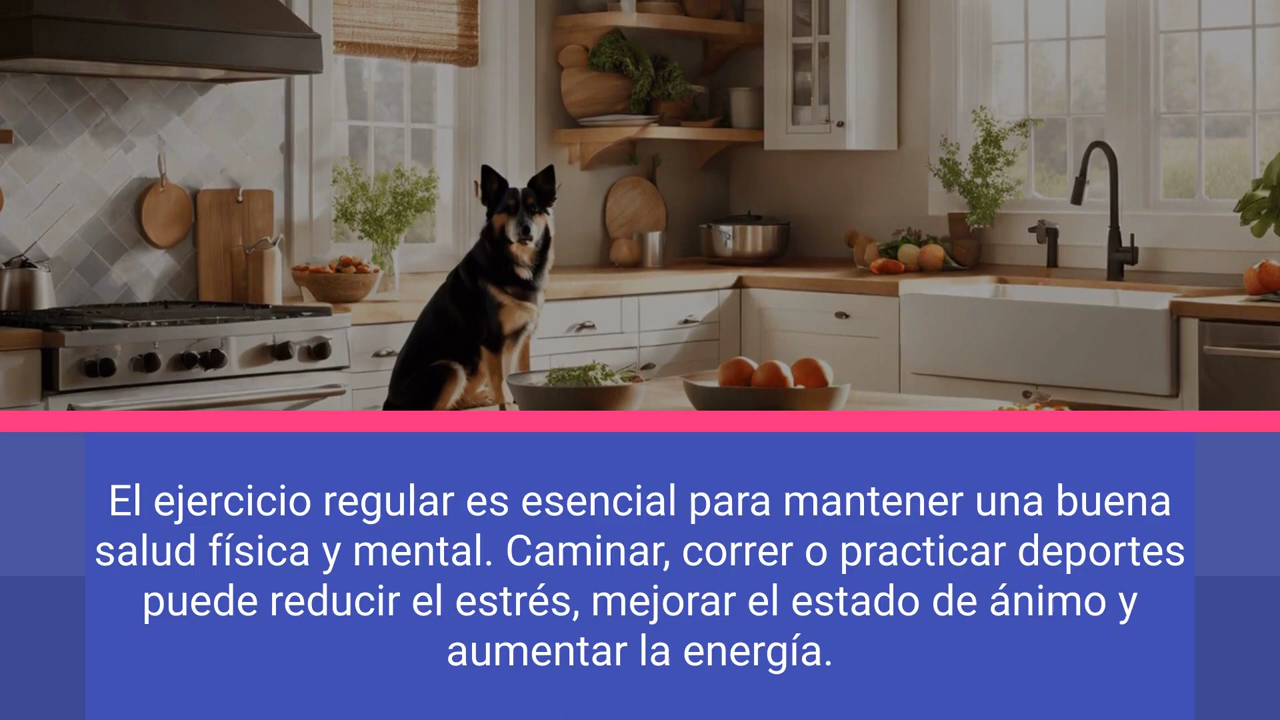 El ejercicio regular es esencial para mantener una buena
salud física y mental. Caminar, correr o practicar deportes
puede reducir el estrés, mejorar el estado de ánimo y
aumentar la energía.